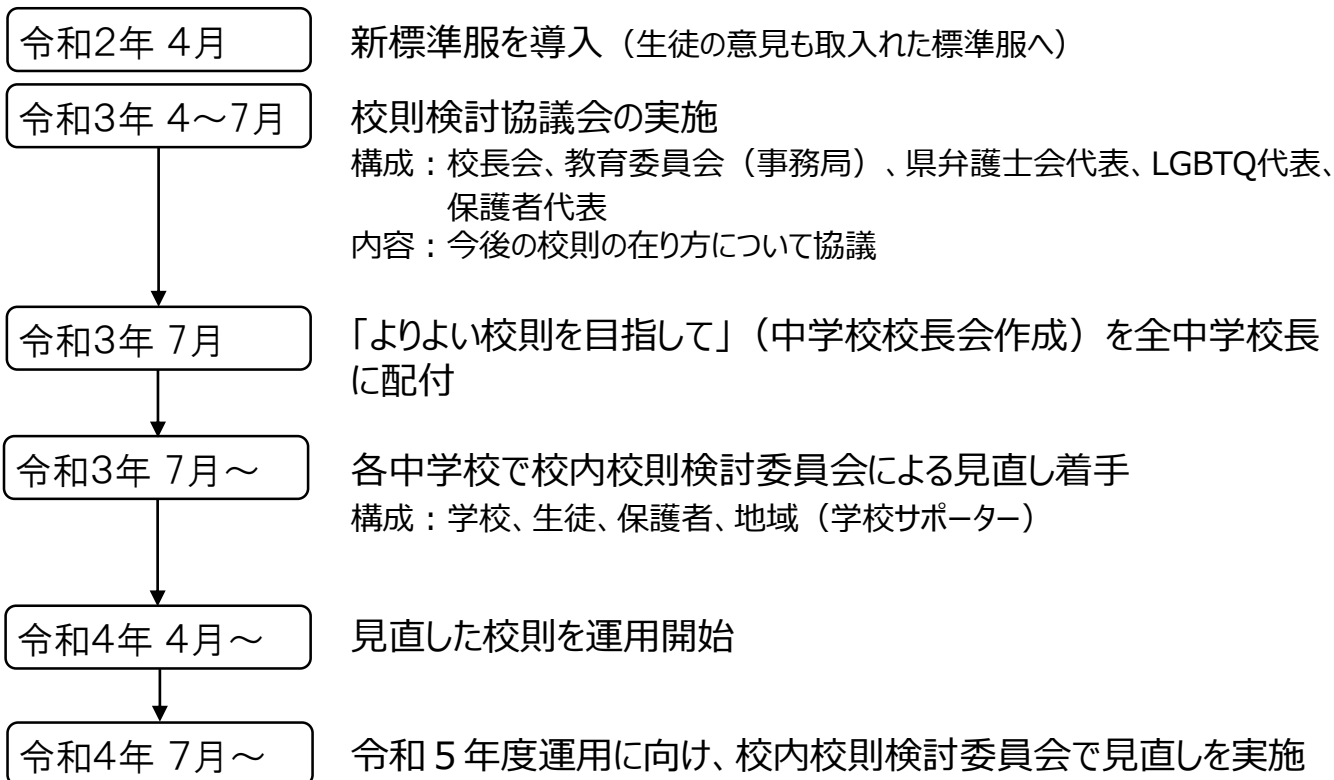 令和2年 4月 新標準服を導入（生徒の意見も取入れた標準服へ）
令和3年 4～7月 校則検討協議会の実施
構成：校長会、教育委員会（事務局）、県弁護士会代表、LGBTQ代表、
保護者代表
内容：今後の校則の在り方について協議
令和3年 7月 「よりよい校則を目指して」（中学校校長会作成）を全中学校長
に配付
令和3年 7月～ 各中学校で校内校則検討委員会による見直し着手
構成：学校、生徒、保護者、地域（学校サポーター）
令和4年 4月～ 見直した校則を運用開始
令和4年 7月～ 令和５年度運用に向け、校内校則検討委員会で見直しを実施